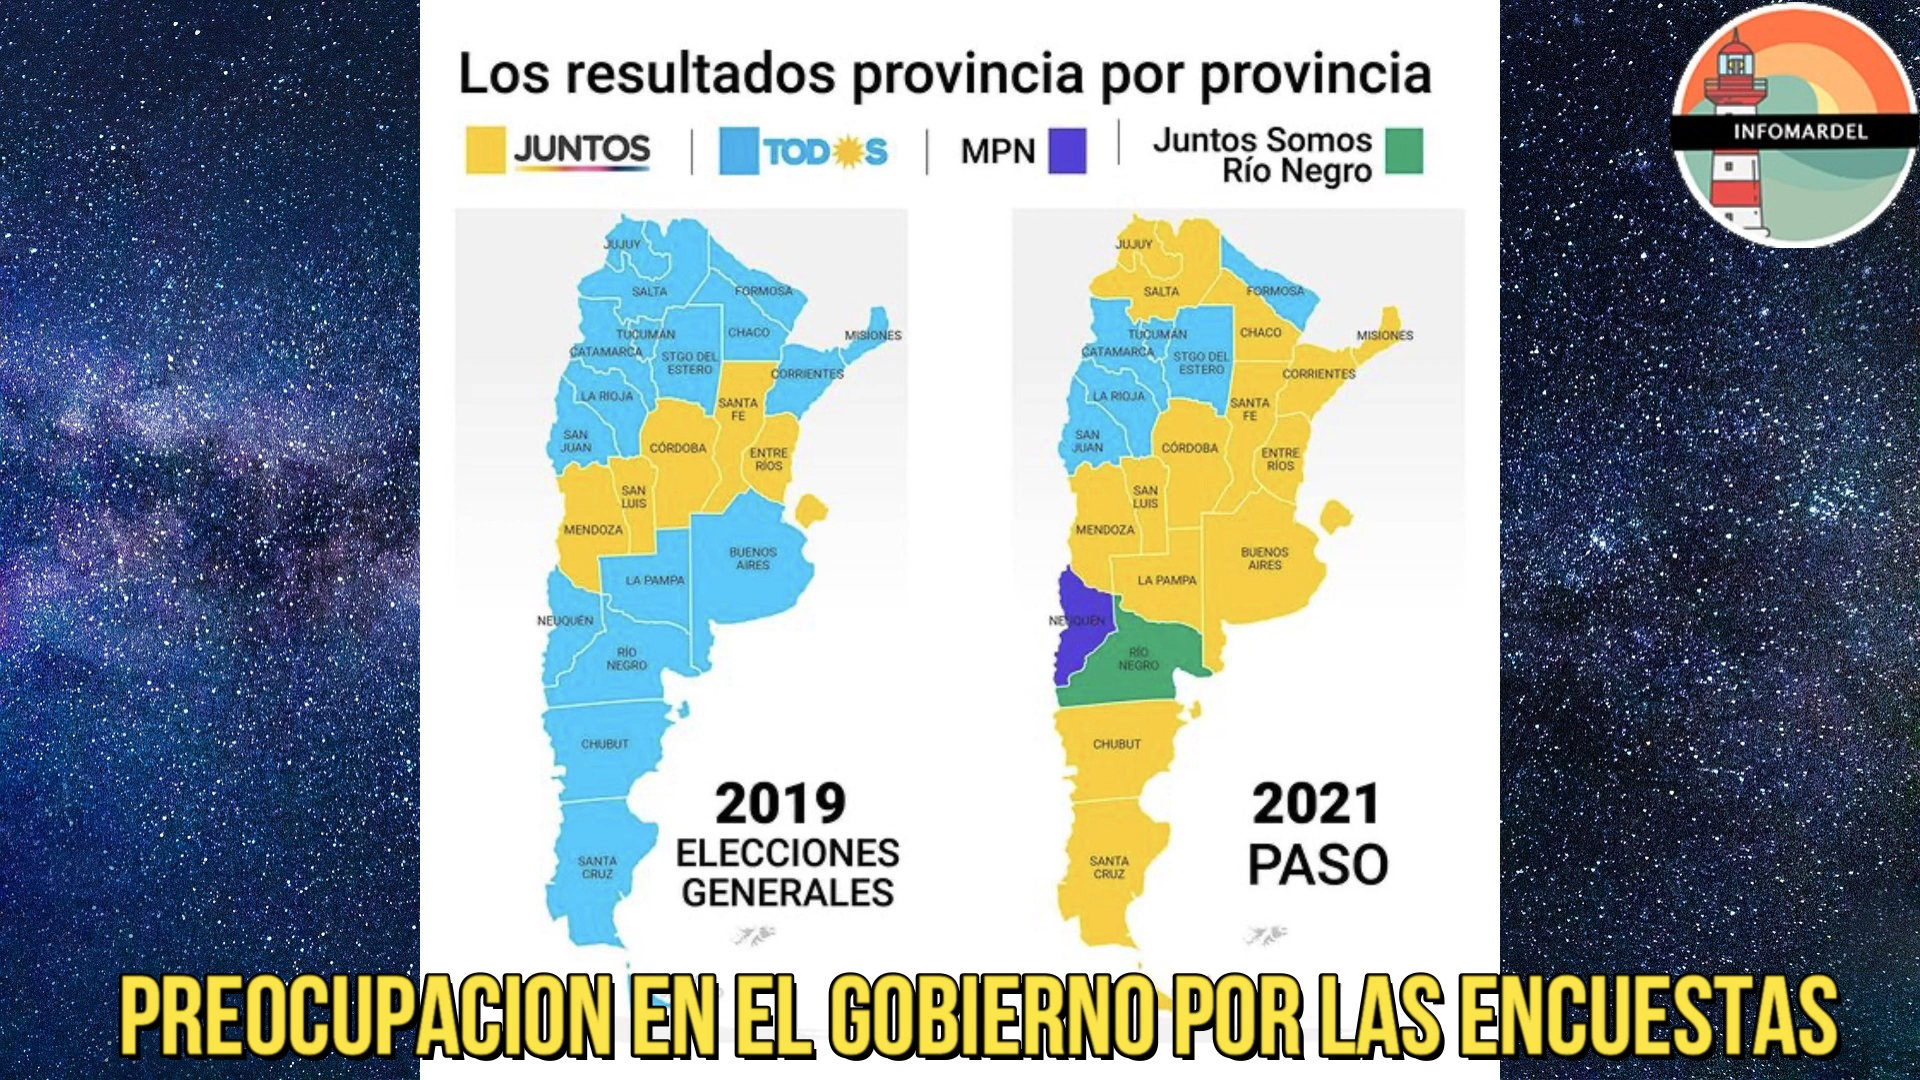 Los resultados provincia por provincia
JUNTOS
TODOS
MPN
Juntos Somos
Río Negro
INFOMARDEL
JUJUY
SALTA
FORMOSA
TUCUMÁN
CHACO
MISIONES
CATAMARCA
STGO DEL
ESTERO
CORRIENTES
LA RIOJA
SANTA
FE
SAN
JUAN
CÓRDOBA
ENTRE
RÍOS
SAN
LUIS
MENDOZA
BUENOS
AIRES
LA PAMPA
NEUQUÉN
RÍO
NEGRO
CHUBUT
SANTA
CRUZ
2019
ELECCIONES
GENERALES
JUJUY
SALTA
FORMOSA
TUCUMÁN
CHACO
MISIONES
CATAMARCA
STGO DEL
ESTERO
CORRIENTES
LA RIOJA
SANTA
FE
SAN
JUAN
CÓRDOBA
ENTRE
RÍOS
SAN
LUIS
MENDOZA
BUENOS
AIRES
LA PAMPA
NEUQUÉN
RÍO
NEGRO
CHUBUT
SANTA
CRUZ
2021
PASO
PREOCUPACION EN EL GOBIERNO POR LAS ENCUESTAS